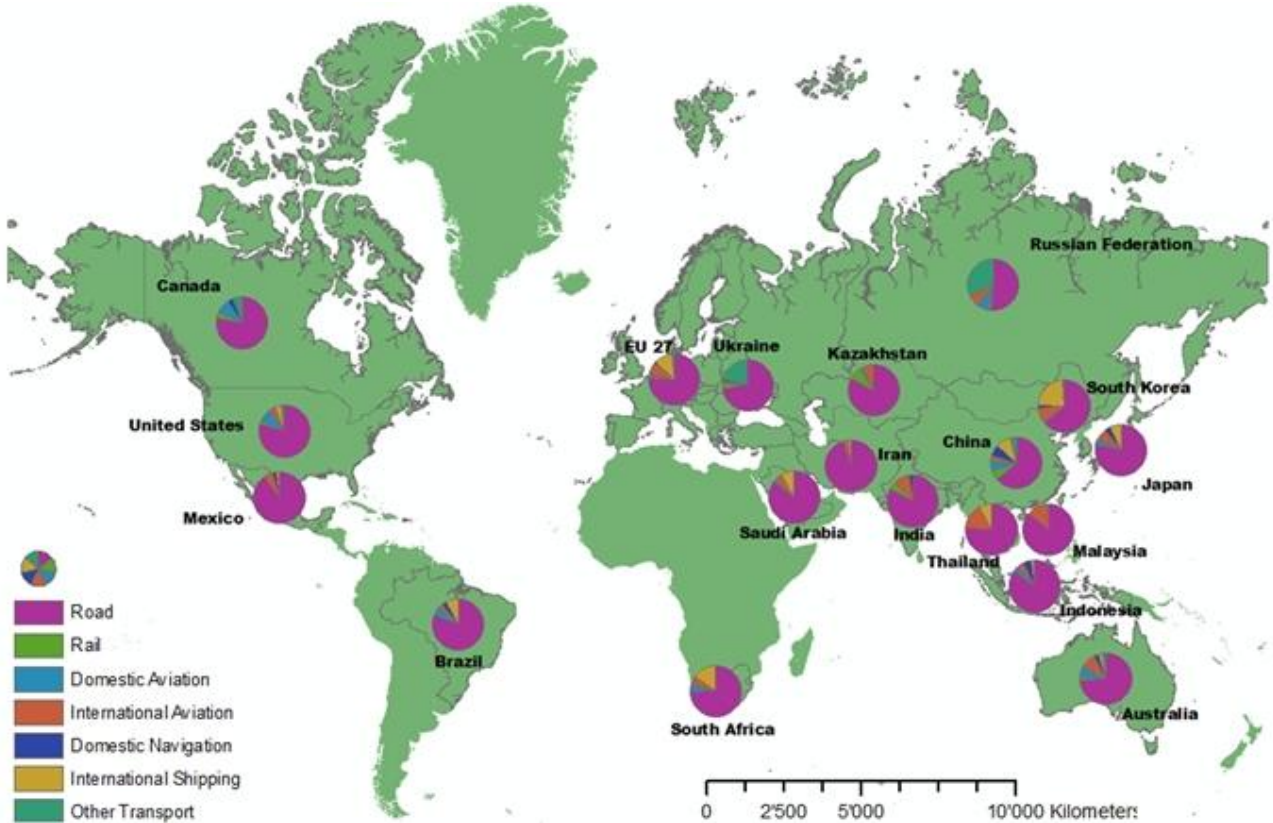 Russian Federation
Canada
EU 27
Ukraine
Kazakhstan
South Korea
United States
China
Iran
Japan
Mexico
Saudi Arabia
India
Thailand
Malaysia
Indonesia
Road
Rail
Brazil
Domestic Aviation
International Aviation
Australia
South Africa
Domestic Navigation
International Shipping
Other Transport
0 2'500 5'000 10'000 Kilometers